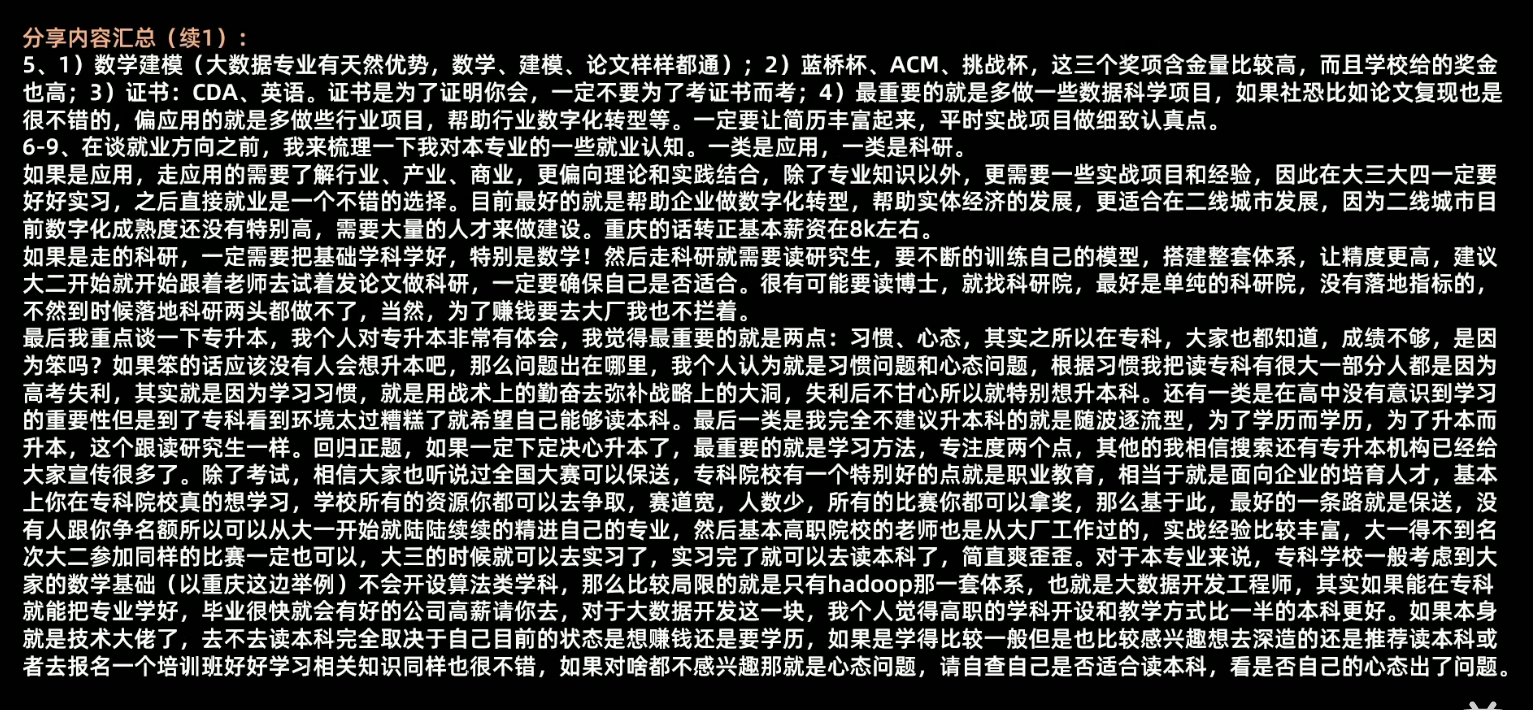 分享内容汇总（续1）：
5、1）数学建模（大数据专业有天然优势，数学、建模、论文样样都通）；2）蓝桥杯、ACM、挑战杯，这三个奖项含金量比较高，而且学校给的奖金
也高；3）证书：CDA、英语。证书是为了证明你会，一定不要为了考证书而考；4）最重要的就是多做一些数据科学项目，如果社恐比如论文复现也是
很不错的，偏应用的就是多做些行业项目，帮助行业数字化转型等。一定要让简历丰富起来，平时实战项目做细致认真点。
6-9、在谈就业方向之前，我来梳理一下我对本专业的一些就业认知。一类是应用，一类是科研。
如果是应用，走应用的需要了解行业、产业、商业，更偏向理论和实践结合，除了专业知识以外，更需要一些实战项目和经验，因此在大三大四一定要
好好实习，之后直接就业是一个不错的选择。目前最好的就是帮助企业做数字化转型，帮助实体经济的发展，更适合在二线城市发展，因为二线城市目
前数字化成熟度还没有特别高，需要大量的人才来做建设。重庆的话转正基本薪资在8k左右。
如果是走的科研，一定需要把基础学科学好，特别是数学！然后走科研就需要读研究生，要不断的训练自己的模型，搭建整套体系，让精度更高，建议
大二开始就开始跟着老师去试着发论文做科研，一定要确保自己是否适合。很有可能要读博士，就找科研院，最好是单纯的科研院，没有落地指标的，
不然到时候落地科研两头都做不了，当然，为了赚钱要去大厂我也不拦着。
最后我重点谈一下专升本，我个人对专升本非常有体会，我觉得最重要的就是两点：习惯、心态，其实之所以在专科，大家也都知道，成绩不够，是因
为笨吗？如果笨的话应该没有人会想升本吧，那么问题出在哪里，我个人认为就是习惯问题和心态问题，根据习惯我把读专科有很大一部分人都是因为
高考失利，其实就是因为学习习惯，就是用战术上的勤奋去弥补战略上的大洞，失利后不甘心所以就特别想升本科。还有一类是在高中没有意识到学习
的重要性但是到了专科看到环境太过糟糕了就希望自己能够读本科。最后一类是我完全不建议升本科的就是随波逐流型，为了学历而学历，为了升本而
升本，这个跟读研究生一样。回归正题，如果一定下定决心升本了，最重要的就是学习方法，专注度两个点，其他的我相信搜索还有专升本机构已经给
大家宣传很多了。除了考试，相信大家也听说过全国大赛可以保送，专科院校有一个特别好的点就是职业教育，相当于就是面向企业的培育人才，基本
上你在专科院校真的想学习，学校所有的资源你都可以去争取，赛道宽，人数少，所有的比赛你都可以拿奖，那么基于此，最好的一条路就是保送，没
有人跟你争名额所以可以从大一开始就陆陆续续的精进自己的专业，然后基本高职院校的老师也是从大厂工作过的，实战经验比较丰富，大一得不到名
次大二参加同样的比赛一定也可以，大三的时候就可以去实习了，实习完了就可以去读本科了，简直爽歪歪。对于本专业来说，专科学校一般考虑到大
家的数学基础（以重庆这边举例）不会开设算法类学科，那么比较局限的就是只有hadoop那一套体系，也就是大数据开发工程师，其实如果能在专科
就能把专业学好，毕业很快就会有好的公司高薪请你去，对于大数据开发这一块，我个人觉得高职的学科开设和教学方式比一半的本科更好。如果本身
就是技术大佬了，去不去读本科完全取决于自己目前的状态是想赚钱还是要学历，如果是学得比较一般但是也比较感兴趣想去深造的还是推荐读本科或
者去报名一个培训班好好学习相关知识同样也很不错，如果对啥都不感兴趣那就是心态问题，请自查自己是否适合读本科，看是否自己的心态出了问题。